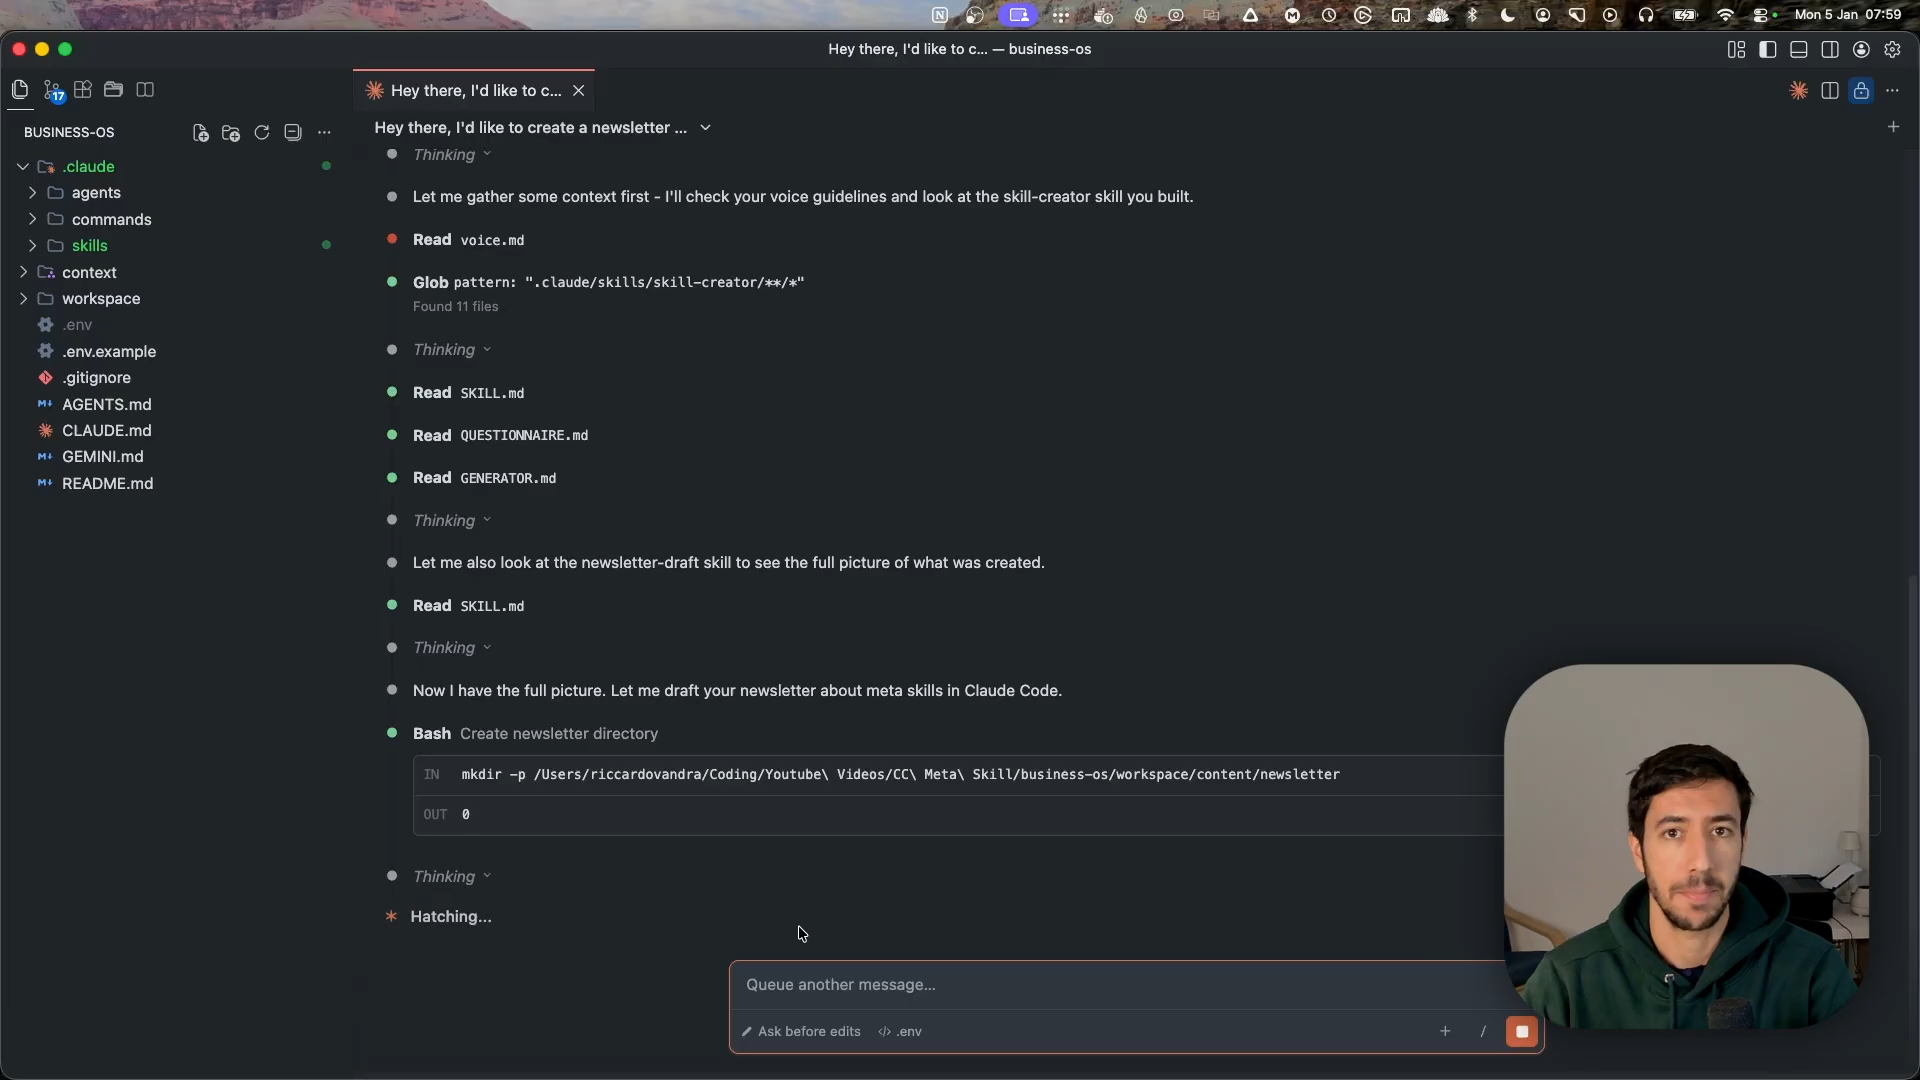 Mon 5 Jan 07:59
Hey there, I'd like to c... — business-os
17
Hey there, I'd like to c...
BUSINESS-OS
Hey there, I'd like to create a newsletter ...
.claude
agents
commands
skills
context
workspace
.env
.env.example
.gitignore
AGENTS.md
CLAUDE.md
GEMINI.md
README.md
Thinking
Let me gather some context first - I'll check your voice guidelines and look at the skill-creator skill you built.
Read voice.md
Glob pattern: ".claude/skills/skill-creator/**/*"
Found 11 files
Thinking
Read SKILL.md
Read QUESTIONNAIRE.md
Read GENERATOR.md
Thinking
Let me also look at the newsletter-draft skill to see the full picture of what was created.
Read SKILL.md
Thinking
Now I have the full picture. Let me draft your newsletter about meta skills in Claude Code.
Bash Create newsletter directory
IN mkdir -p /Users/riccardovandra/Coding/Youtube\ Videos/CC\ Meta\ Skill/business-os/workspace/content/newsletter
OUT 0
Thinking
Hatching...
Queue another message...
Ask before edits </> .env
+ /